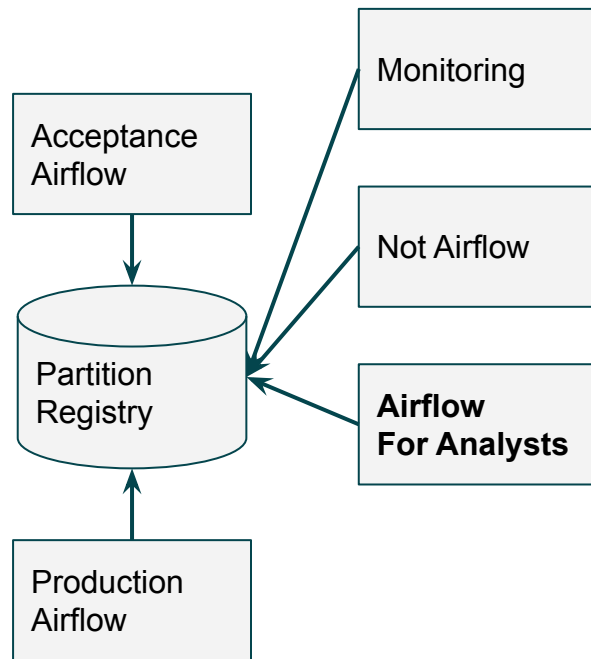 Monitoring
Acceptance
Airflow
Not Airflow
Partition
Registry
Airflow
For Analysts
Production
Airflow